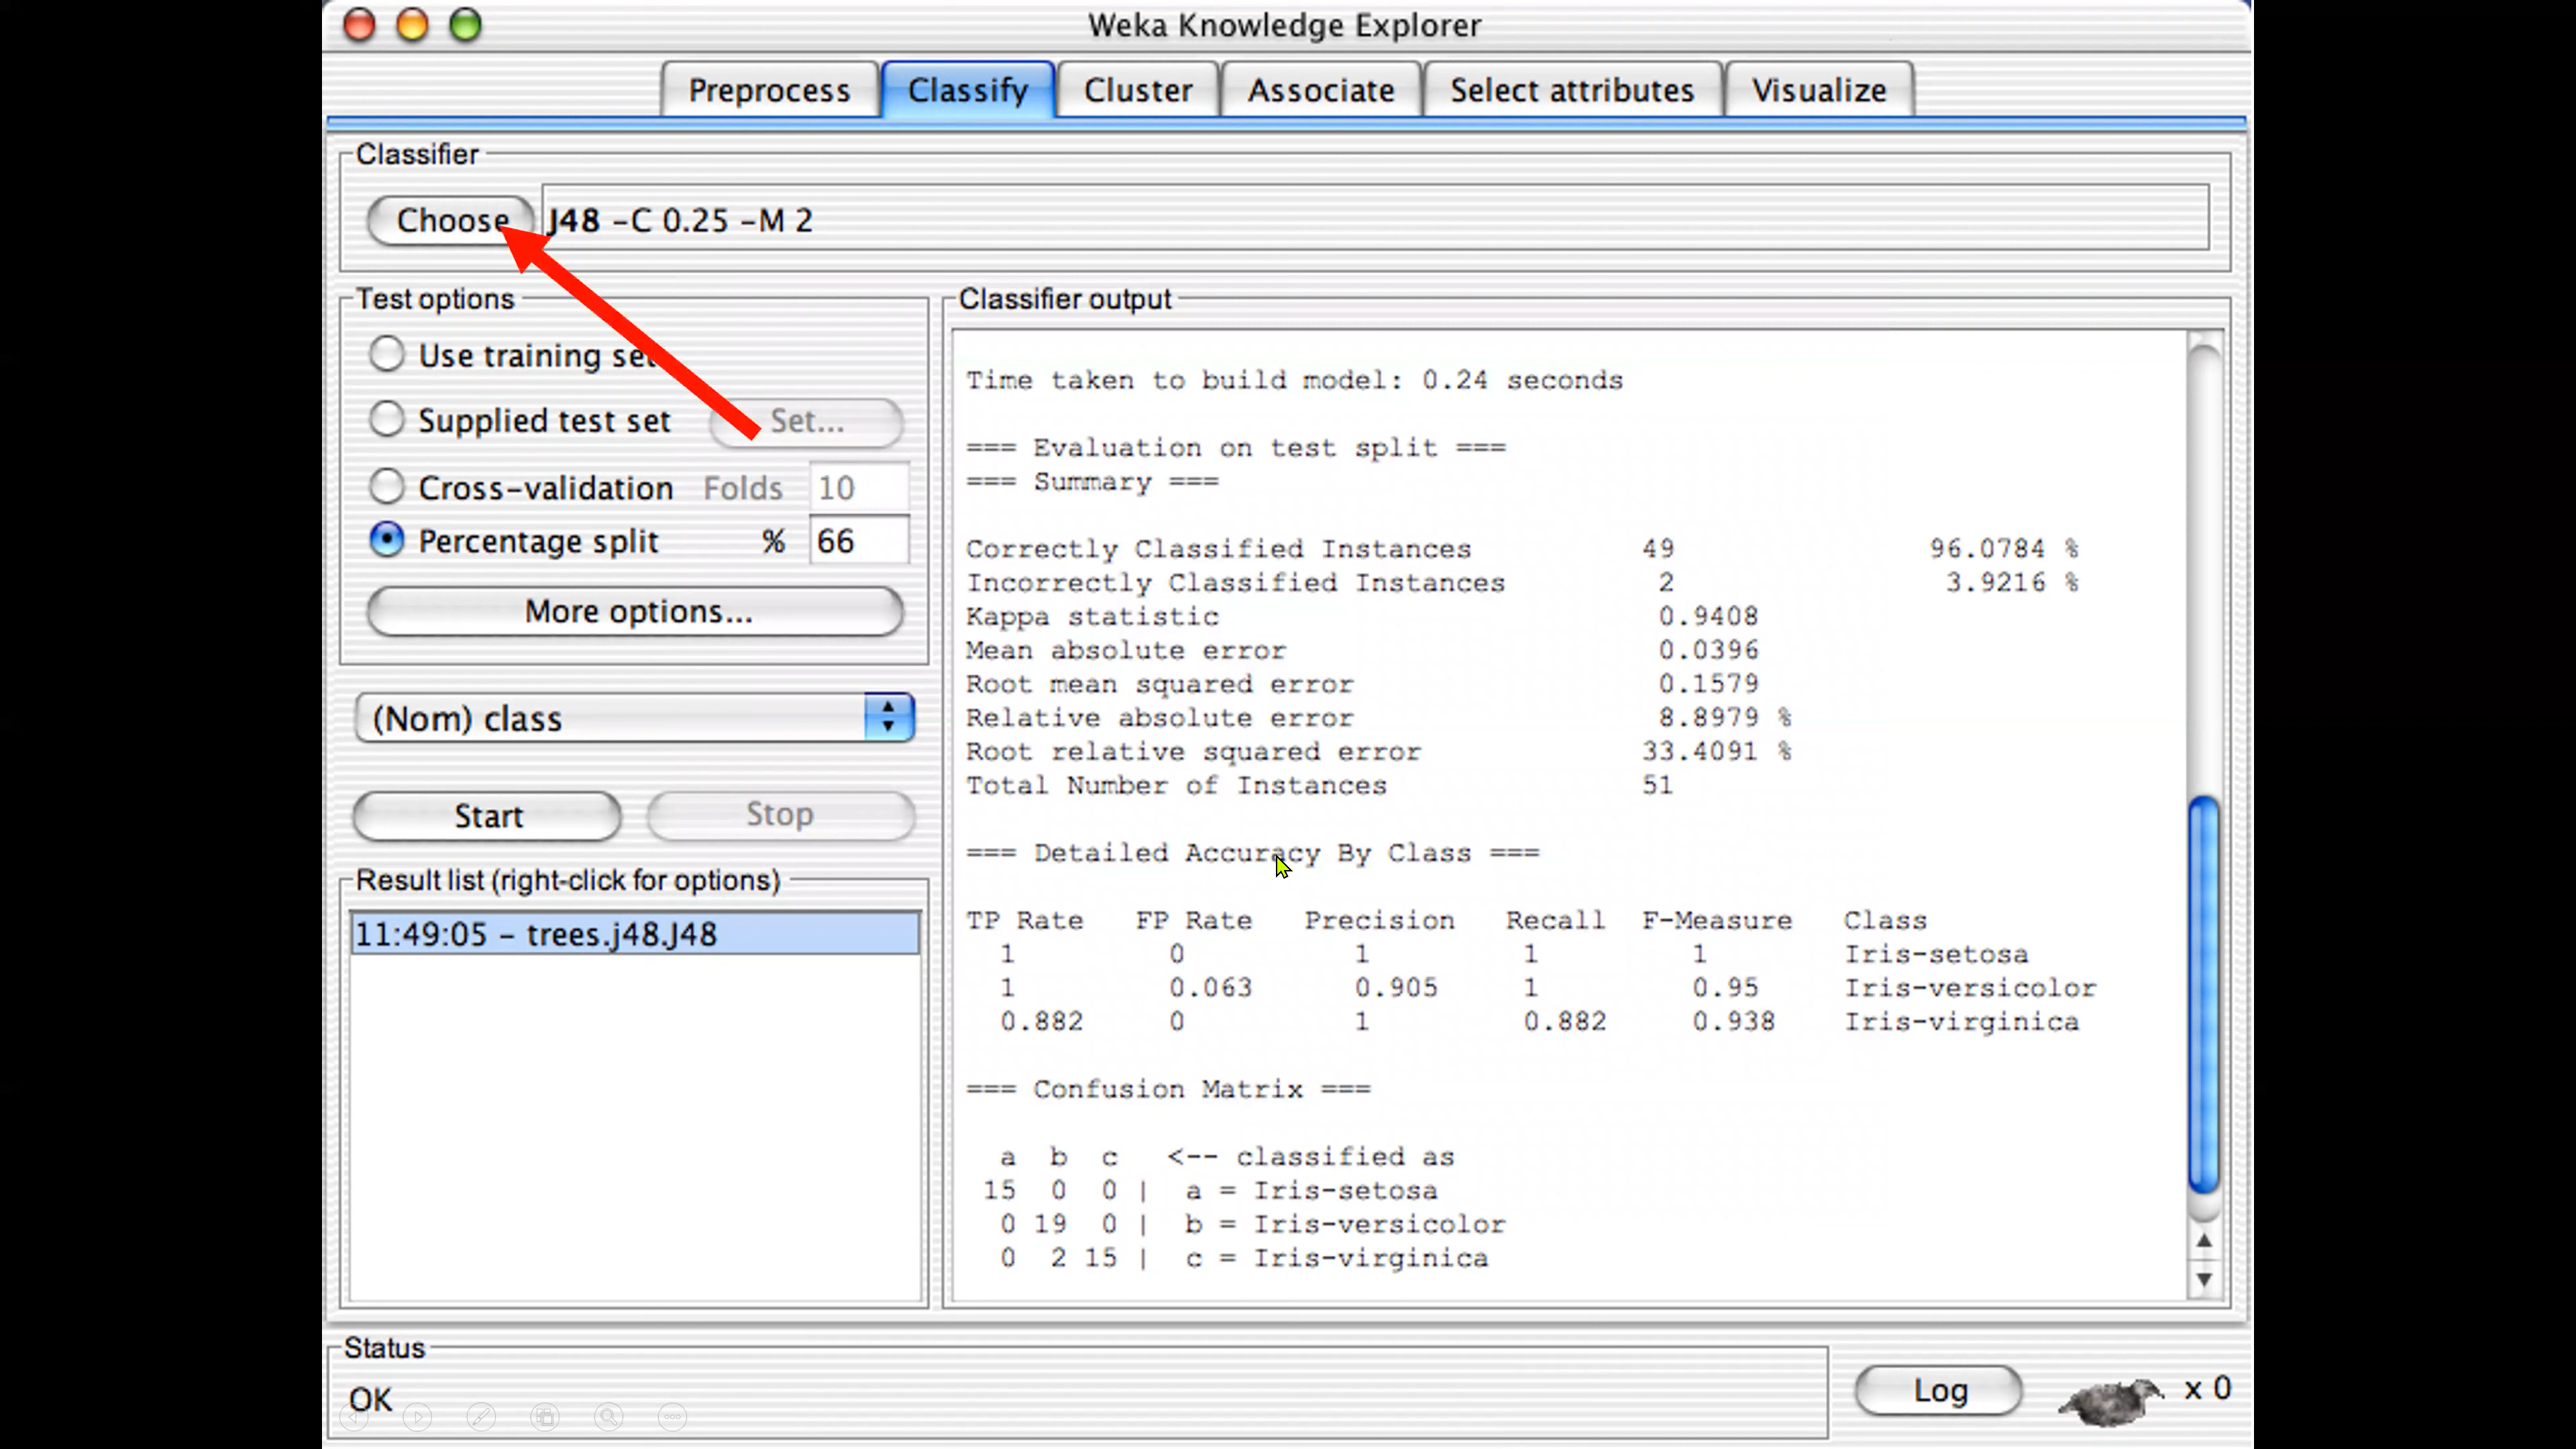 Weka Knowledge Explorer
Preprocess Classify Cluster Associate Select attributes Visualize
Classifier
Choose J48 -C 0.25 -M 2
Test options
Use training set
Supplied test set Set...
Cross-validation Folds 10
Percentage split % 66
More options...
(Nom) class
Start Stop
Result list (right-click for options)
11:49:05 - trees.j48.J48
Classifier output
Time taken to build model: 0.24 seconds
=== Evaluation on test split ===
=== Summary ===
Correctly Classified Instances 49 96.0784 %
Incorrectly Classified Instances 2 3.9216 %
Kappa statistic 0.9408
Mean absolute error 0.0396
Root mean squared error 0.1579
Relative absolute error 8.8979 %
Root relative squared error 33.4091 %
Total Number of Instances 51
=== Detailed Accuracy By Class ===
TP Rate FP Rate Precision Recall F-Measure Class
1 0 1 1 1 Iris-setosa
1 0.063 0.905 1 0.95 Iris-versicolor
0.882 0 1 0.882 0.938 Iris-virginica
=== Confusion Matrix ===
a b c <-- classified as
15 0 0 | a = Iris-setosa
0 19 0 | b = Iris-versicolor
0 2 15 | c = Iris-virginica
Status
OK
Log x 0